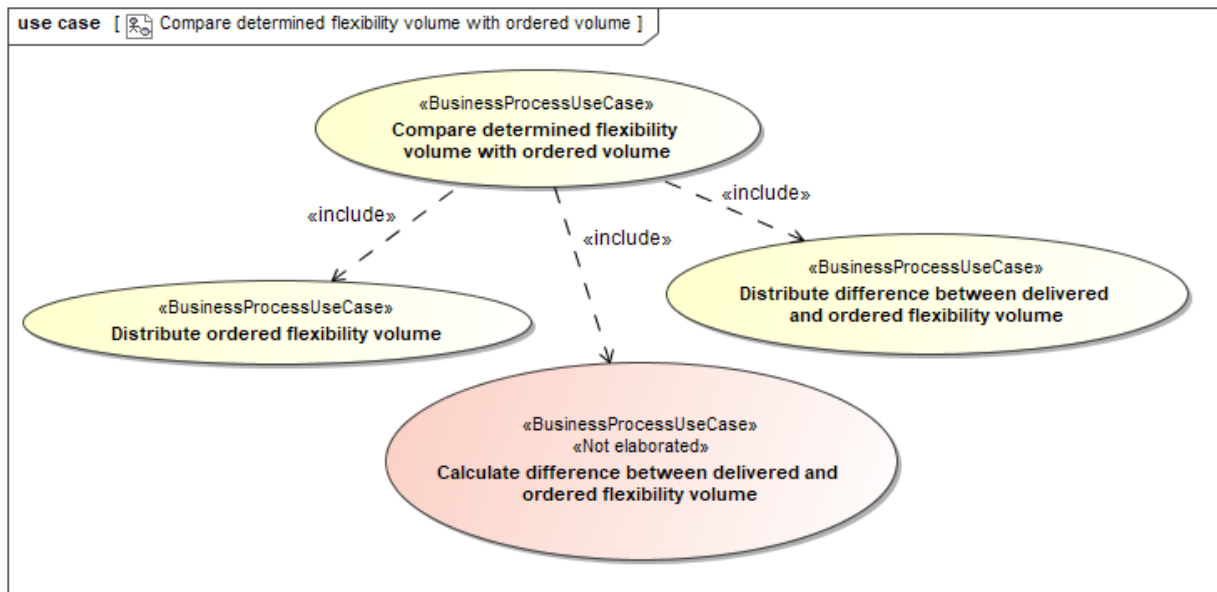 use case [ Compare determined flexibility volume with ordered volume ]
«BusinessProcessUseCase»
Compare determined flexibility
volume with ordered volume
«include»
«include»
«include»
«BusinessProcessUseCase»
Distribute ordered flexibility volume
«BusinessProcessUseCase»
Distribute difference between delivered
and ordered flexibility volume
«BusinessProcessUseCase»
«Not elaborated»
Calculate difference between delivered and
ordered flexibility volume